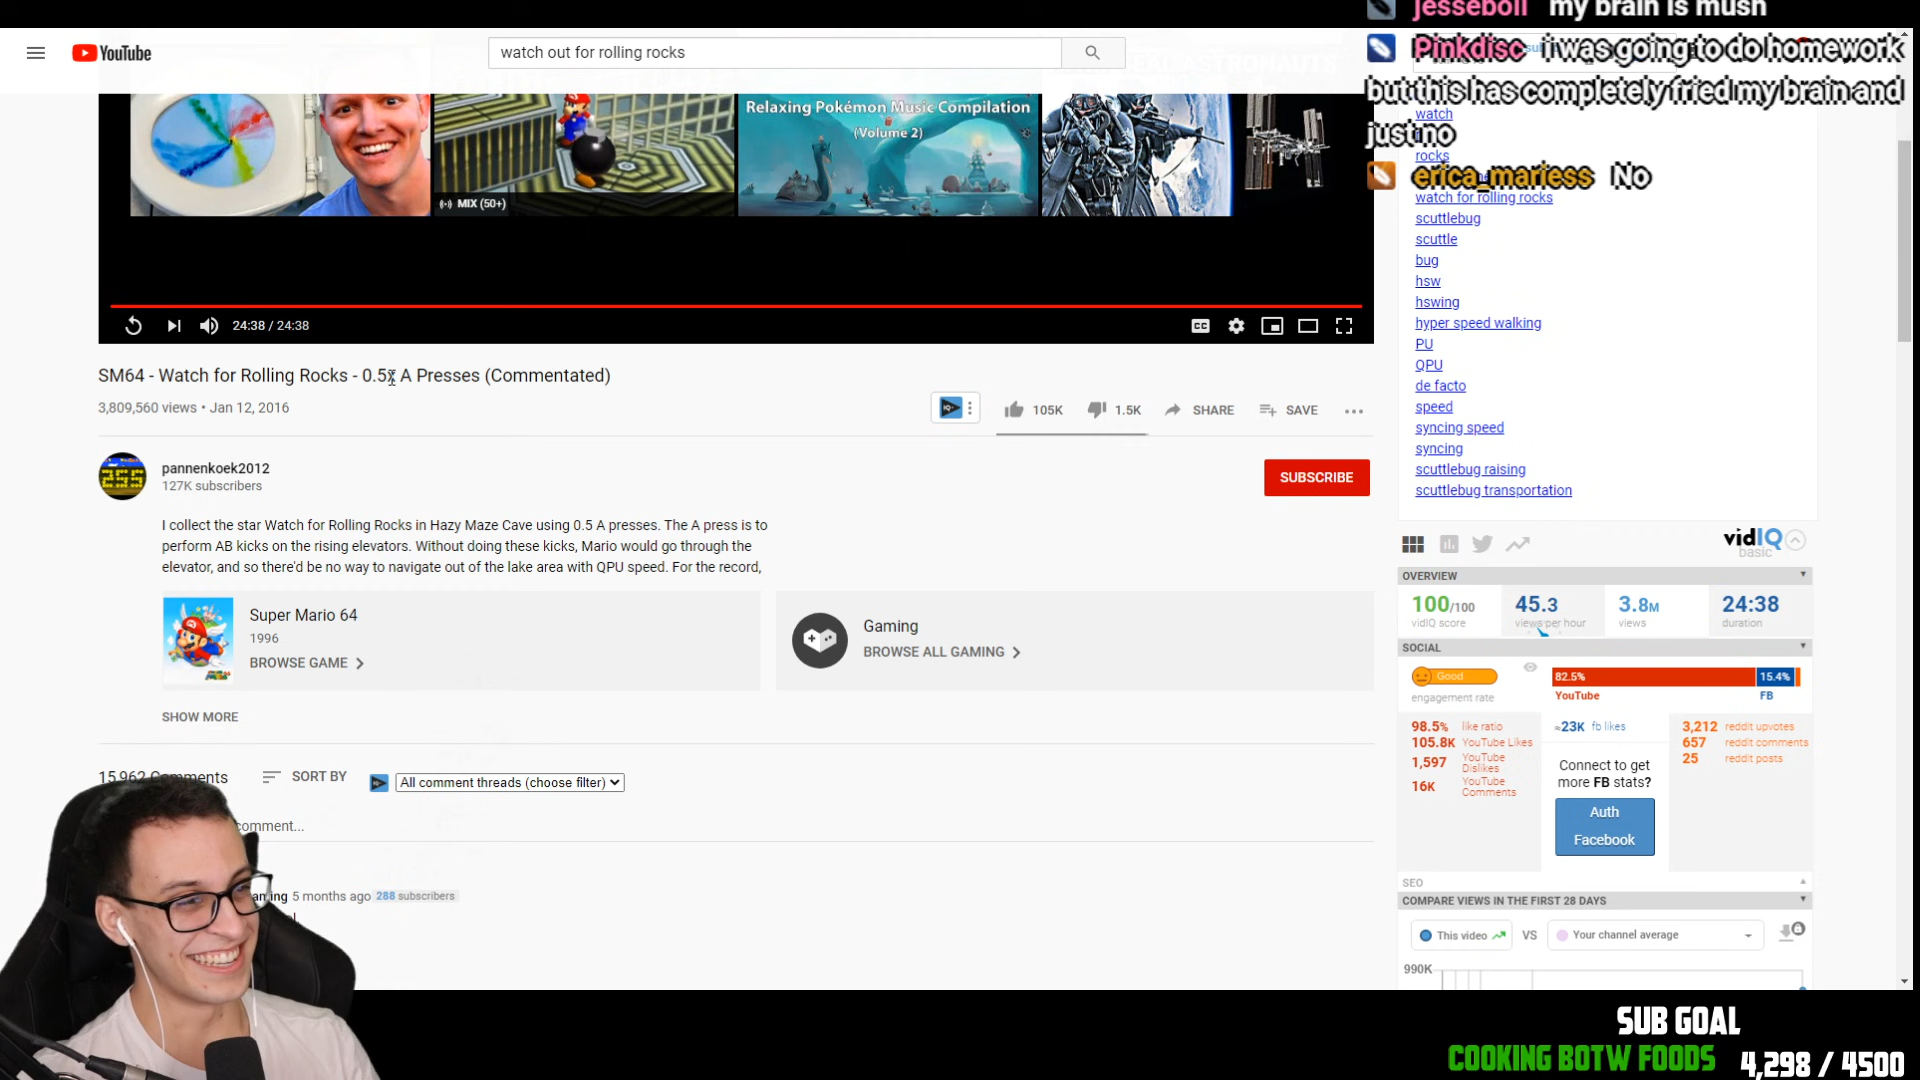 jesseboii my brain is mush
YouTube
watch out for rolling rocks
Pinkdisc i was going to do homework
but this has completely fried my brain and
just no
erica_mariess No
Relaxing Pokémon Music Compilation
(Volume 2)
MIX (50+)
24:38 / 24:38
CC
SM64 - Watch for Rolling Rocks - 0.5x A Presses (Commentated)
3,809,560 views • Jan 12, 2016
105K
1.5K
SHARE
SAVE
pannenkoek2012
127K subscribers
SUBSCRIBE
I collect the star Watch for Rolling Rocks in Hazy Maze Cave using 0.5 A presses. The A press is to
perform AB kicks on the rising elevators. Without doing these kicks, Mario would go through the
elevator, and so there'd be no way to navigate out of the lake area with QPU speed. For the record,
Super Mario 64
1996
BROWSE GAME
Gaming
BROWSE ALL GAMING
SHOW MORE
15,962 Comments
SORT BY
All comment threads (choose filter)
comment...
5 months ago 288 subscribers
watch
rocks
watch for rolling rocks
scuttlebug
scuttle
bug
hsw
hswing
hyper speed walking
PU
QPU
de facto
speed
syncing speed
syncing
scuttlebug raising
scuttlebug transportation
vidIQ
basic
OVERVIEW
100/100
vidIQ score
45.3
views per hour
3.8M
views
24:38
duration
SOCIAL
Good
engagement rate
82.5%
15.4%
YouTube
FB
98.5% like ratio
105.8K YouTube Likes
1,597 YouTube Dislikes
16K YouTube Comments
≈23K fb likes
Connect to get
more FB stats?
Auth
Facebook
3,212 reddit upvotes
657 reddit comments
25 reddit posts
SEO
COMPARE VIEWS IN THE FIRST 28 DAYS
This video
VS
Your channel average
990K
SUB GOAL
COOKING BOTW FOODS 4,298 / 4500